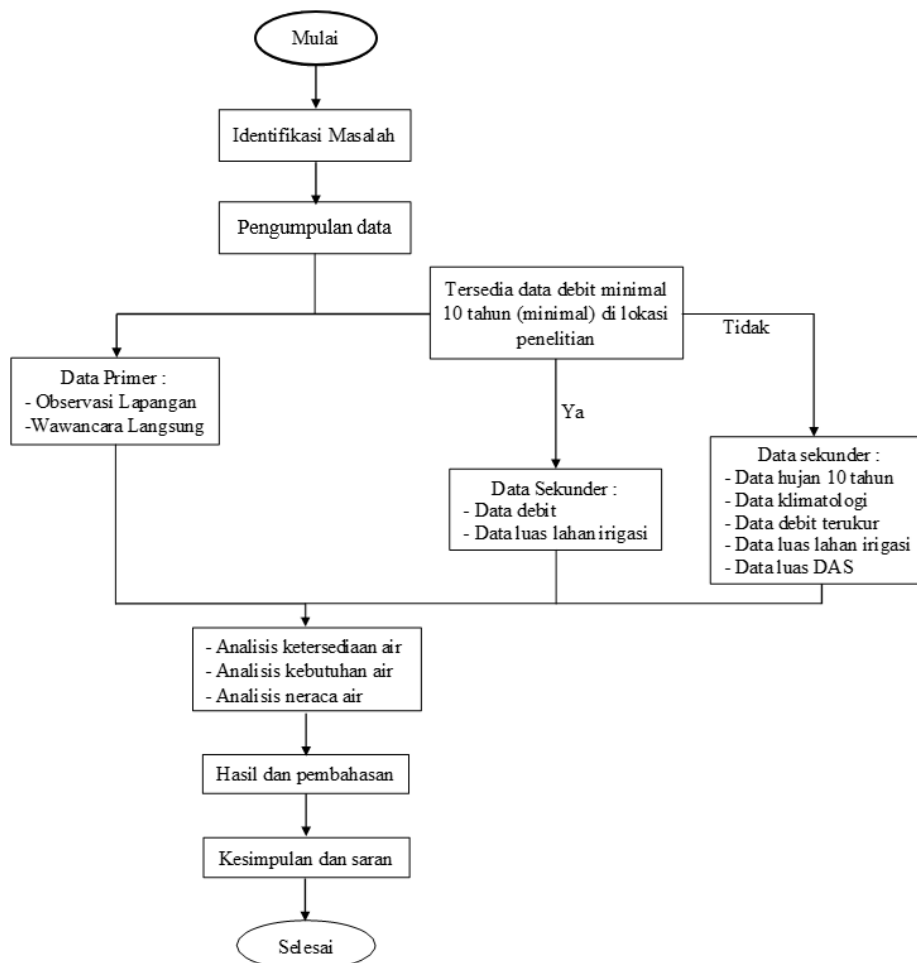 Mulai
Identifikasi Masalah
Pengumpulan data
Tersedia data debit minimal
10 tahun (minimal) di lokasi
penelitian
Tidak
Data Primer :
- Observasi Lapangan
-Wawancara Langsung
Ya
Data Sekunder :
- Data debit
- Data luas lahan irigasi
Data sekunder :
- Data hujan 10 tahun
- Data klimatologi
- Data debit terukur
- Data luas lahan irigasi
- Data luas DAS
- Analisis ketersediaan air
- Analisis kebutuhan air
- Analisis neraca air
Hasil dan pembahasan
Kesimpulan dan saran
Selesai